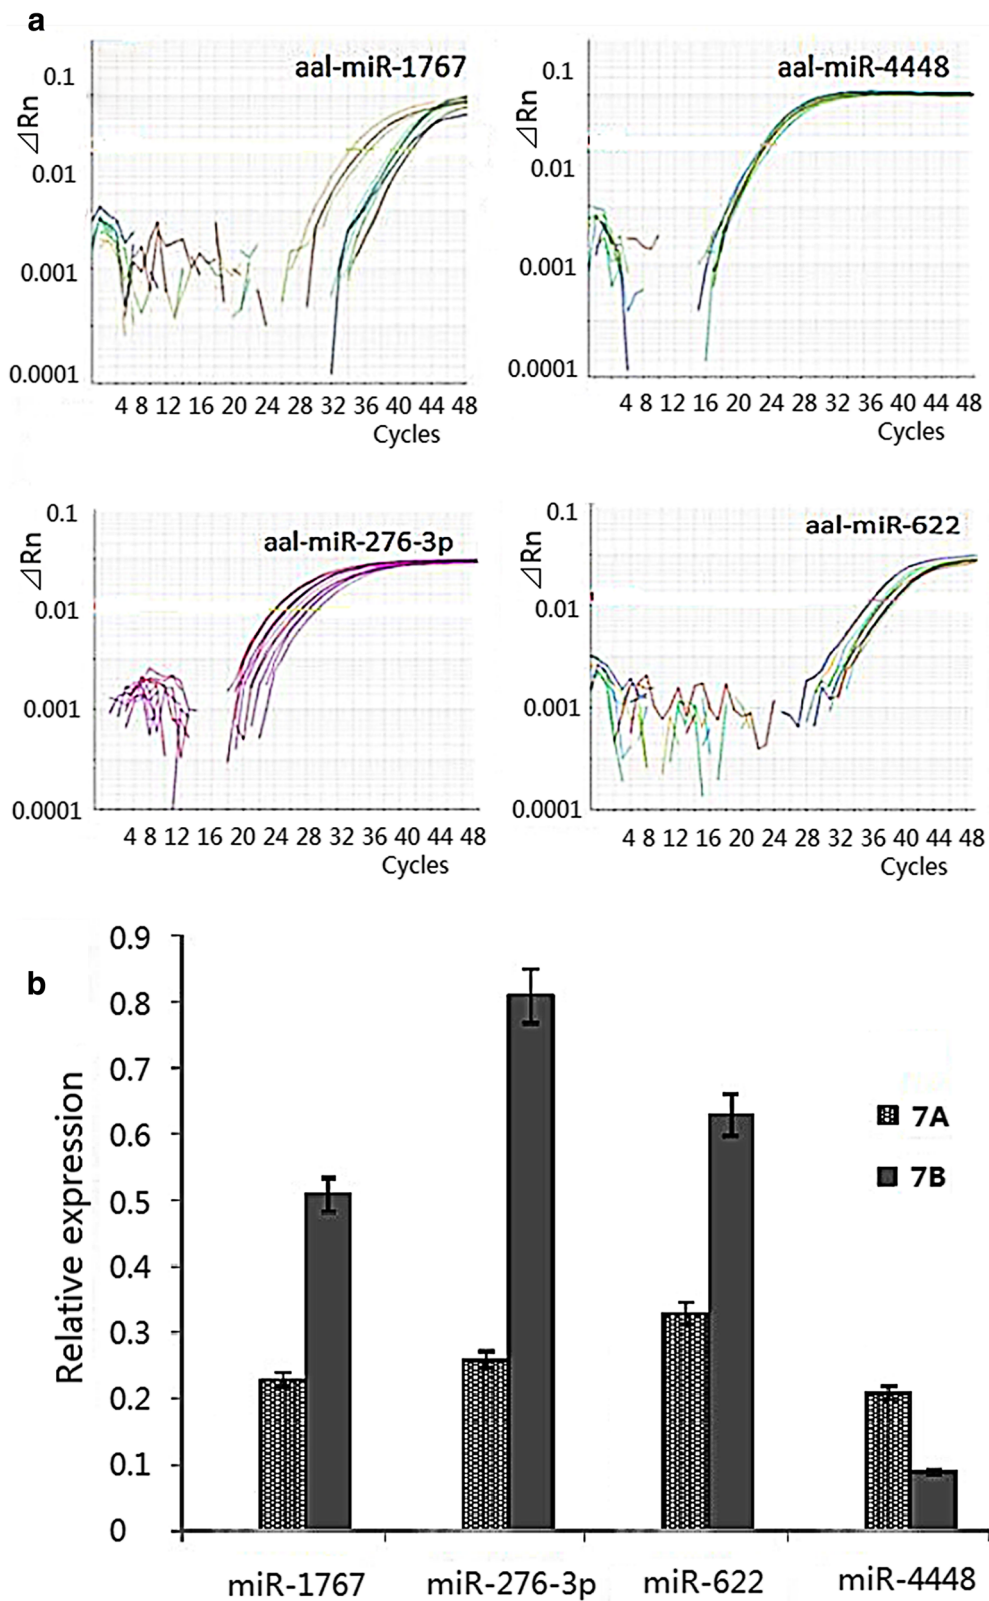 a
aal-miR-1767
0.1
0.01
0.001
0.0001
⊿Rn
4 8 12 16 20 24 28 32 36 40 44 48
Cycles
aal-miR-4448
0.1
0.01
0.001
0.0001
⊿Rn
4 8 12 16 20 24 28 32 36 40 44 48
Cycles
aal-miR-276-3p
0.1
0.01
0.001
0.0001
⊿Rn
4 8 12 16 20 24 28 32 36 40 44 48
Cycles
aal-miR-622
0.1
0.01
0.001
0.0001
⊿Rn
4 8 12 16 20 24 28 32 36 40 44 48
Cycles
b
Relative expression
0.9
0.8
0.7
0.6
0.5
0.4
0.3
0.2
0.1
0
7A
7B
miR-1767 miR-276-3p miR-622 miR-4448